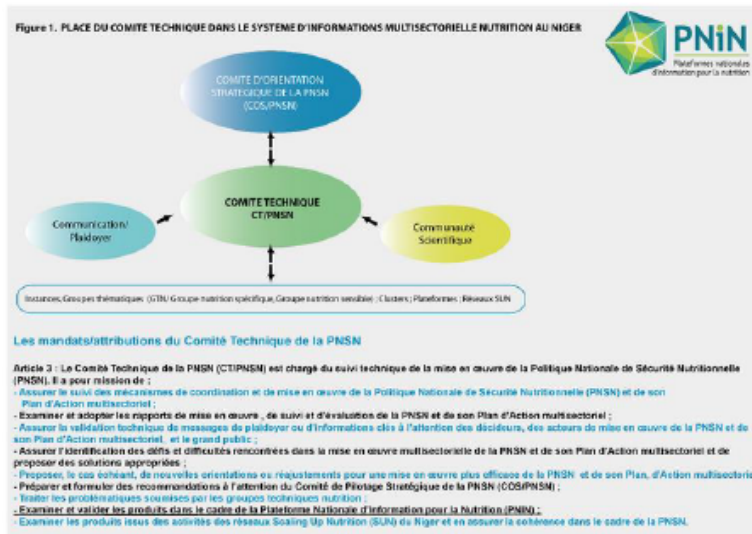 Figure 1. PLACE DU COMITÉ TECHNIQUE DANS LE SYSTÈME D'INFORMATIONS MULTISECTORIELLE NUTRITION AU NIGER
PNiN
Plateformes nationales
d'information pour la nutrition
COMITÉ D'ORIENTATION
STRATÉGIQUE DE LA PNSN
(COS/PNSN)
COMITÉ TECHNIQUE
CT/PNSN
Communication/
Plaidoyer
Communauté
Scientifique
Instances, Groupes thématiques (GTN/ Groupe nutrition spécifique, Groupe nutrition sensible) ; Clusters ; Plateformes ; Réseaux SUN
Les mandats/attributions du Comité Technique de la PNSN
Article 3 : Le Comité Technique de la PNSN (CT/PNSN) est chargé du suivi technique de la mise en œuvre de la Politique Nationale de Sécurité Nutritionnelle
(PNSN). Il a pour mission de :
- Assurer le suivi des mécanismes de coordination et de mise en œuvre de la Politique Nationale de Sécurité Nutritionnelle (PNSN) et de son
Plan d'Action multisectoriel ;
- Examiner et adopter les rapports de mise en œuvre , de suivi et d'évaluation de la PNSN et de son Plan d'Action multisectoriel ;
- Assurer la validation technique de messages de plaidoyer ou d'informations clés à l'attention des décideurs, des acteurs de mise en œuvre de la PNSN et de
son Plan d'Action multisectoriel, et le grand public ;
- Assurer l'identification des défis et difficultés rencontrées dans la mise en œuvre multisectorielle de la PNSN et de son Plan d'Action multisectoriel et de
proposer des solutions appropriées ;
- Proposer, le cas échéant, de nouvelles orientations ou réajustements pour une mise en œuvre plus efficace de la PNSN et de son Plan, d'Action multisectorie
- Préparer et formuler des recommandations à l'attention du Comité de Pilotage Stratégique de la PNSN (COS/PNSN) ;
- Traiter les problématiques soumises par les groupes techniques nutrition ;
- Examiner et valider les produits dans le cadre de la Plateforme Nationale d'Information pour la Nutrition (PNIN) ;
- Examiner les produits issus des activités des réseaux Scaling Up Nutrition (SUN) du Niger et en assurer la cohérence dans le cadre de la PNSN.